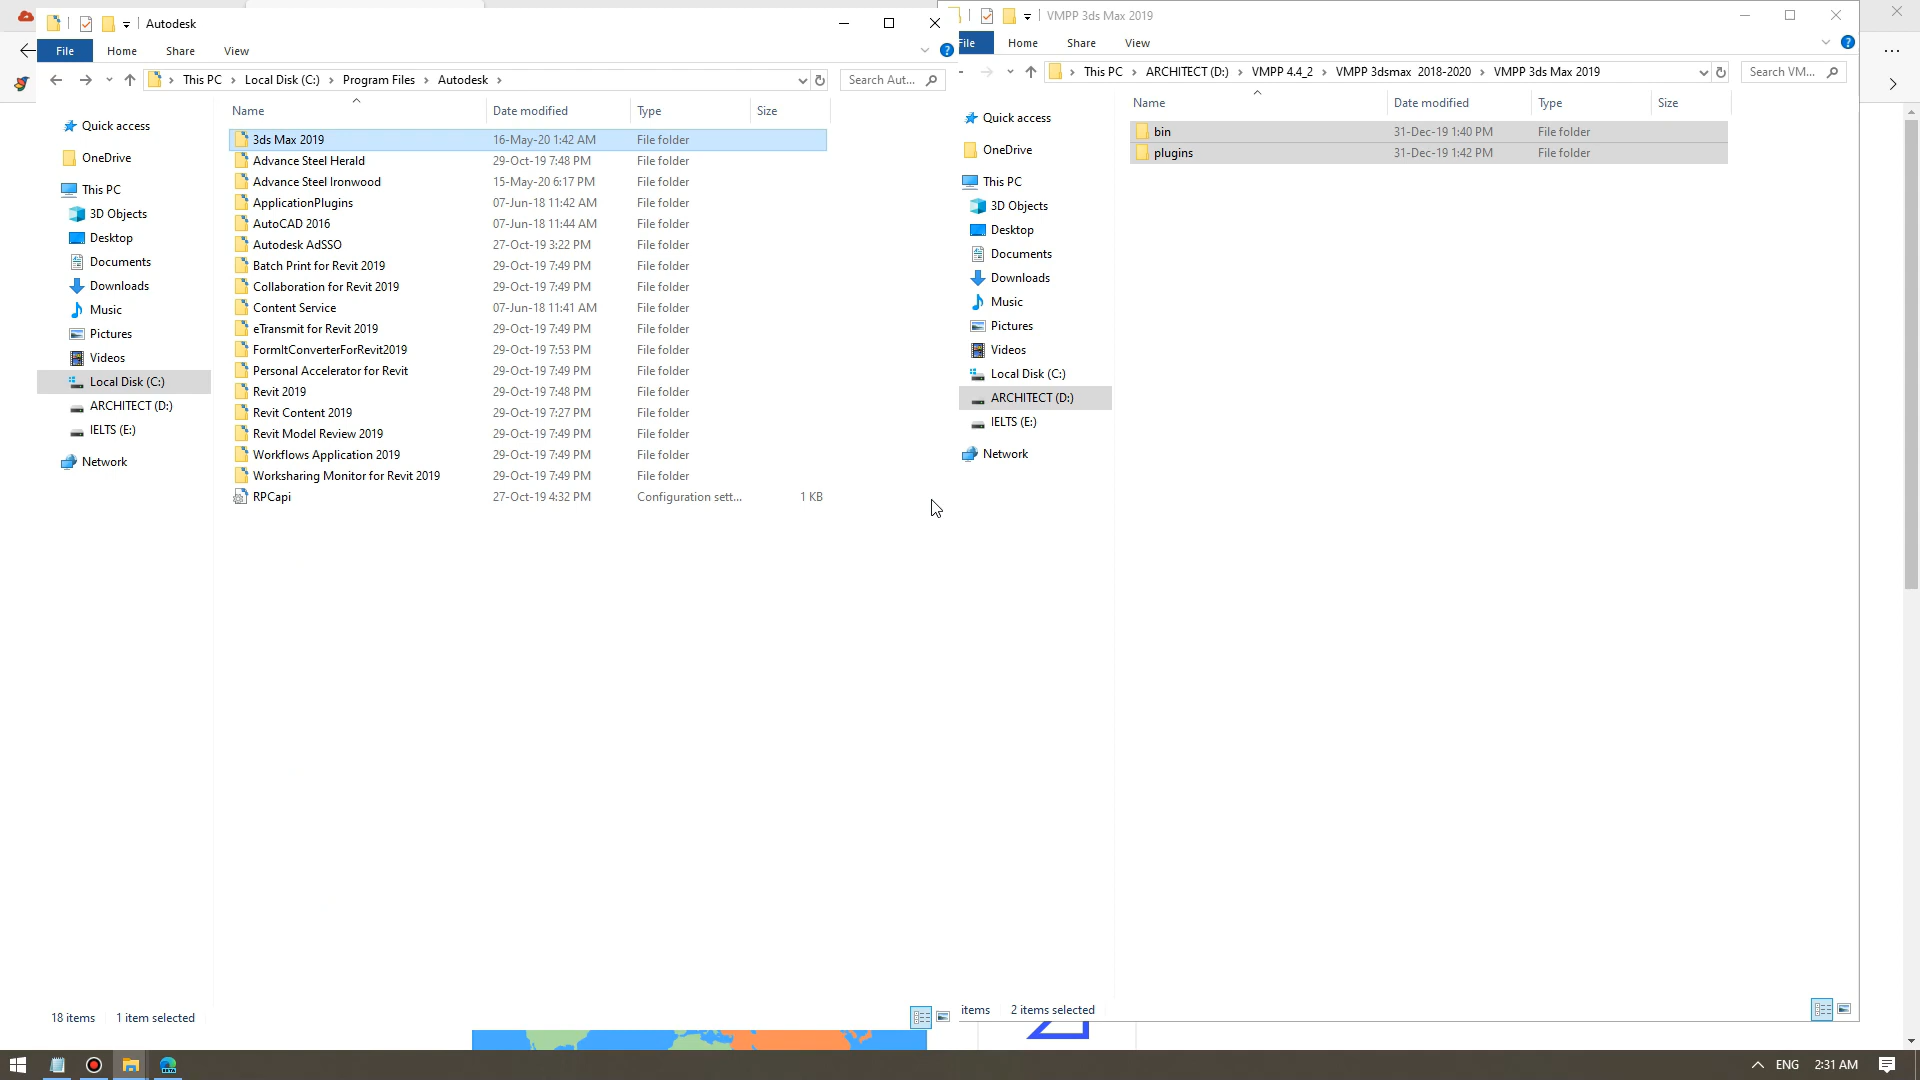 Autodesk
File Home Share View
This PC Local Disk (C:) Program Files Autodesk
Search Aut...
Name Date modified Type Size
Quick access
OneDrive
This PC
3D Objects
Desktop
Documents
Downloads
Music
Pictures
Videos
Local Disk (C:)
ARCHITECT (D:)
IELTS (E:)
Network
3ds Max 2019 16-May-20 1:42 AM File folder
Advance Steel Herald 29-Oct-19 7:48 PM File folder
Advance Steel Ironwood 15-May-20 6:17 PM File folder
ApplicationPlugins 07-Jun-18 11:42 AM File folder
AutoCAD 2016 07-Jun-18 11:44 AM File folder
Autodesk AdSSO 27-Oct-19 3:22 PM File folder
Batch Print for Revit 2019 29-Oct-19 7:49 PM File folder
Collaboration for Revit 2019 29-Oct-19 7:49 PM File folder
Content Service 07-Jun-18 11:41 AM File folder
eTransmit for Revit 2019 29-Oct-19 7:49 PM File folder
FormItConverterForRevit2019 29-Oct-19 7:53 PM File folder
Personal Accelerator for Revit 29-Oct-19 7:49 PM File folder
Revit 2019 29-Oct-19 7:48 PM File folder
Revit Content 2019 29-Oct-19 7:27 PM File folder
Revit Model Review 2019 29-Oct-19 7:49 PM File folder
Workflows Application 2019 29-Oct-19 7:49 PM File folder
Worksharing Monitor for Revit 2019 29-Oct-19 7:49 PM File folder
RPCapi 27-Oct-19 4:32 PM Configuration sett... 1 KB
18 items 1 item selected
VMPP 3ds Max 2019
File Home Share View
This PC ARCHITECT (D:) VMPP 4.4_2 VMPP 3dsmax 2018-2020 VMPP 3ds Max 2019
Search VM...
Name Date modified Type Size
Quick access
OneDrive
This PC
3D Objects
Desktop
Documents
Downloads
Music
Pictures
Videos
Local Disk (C:)
ARCHITECT (D:)
IELTS (E:)
Network
bin 31-Dec-19 1:40 PM File folder
plugins 31-Dec-19 1:42 PM File folder
items 2 items selected
ENG 2:31 AM